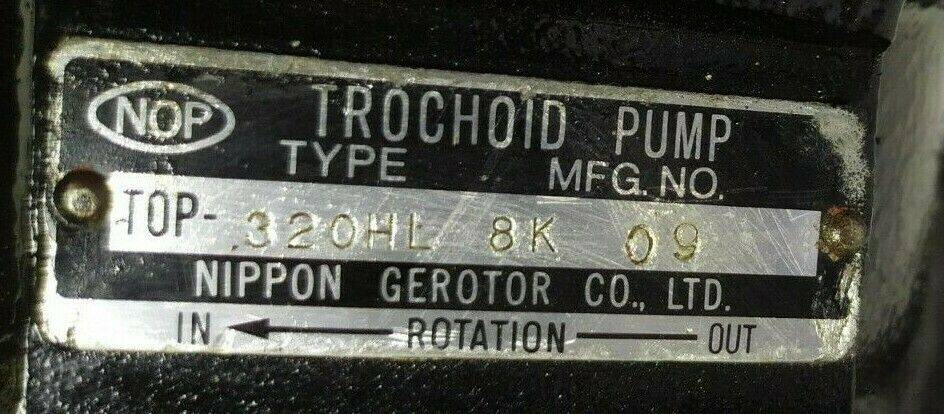 NOP TROCHOID PUMP
TYPE MFG. NO.
TOP- 320HL 8K 09
NIPPON GEROTOR CO., LTD.
IN ROTATION OUT